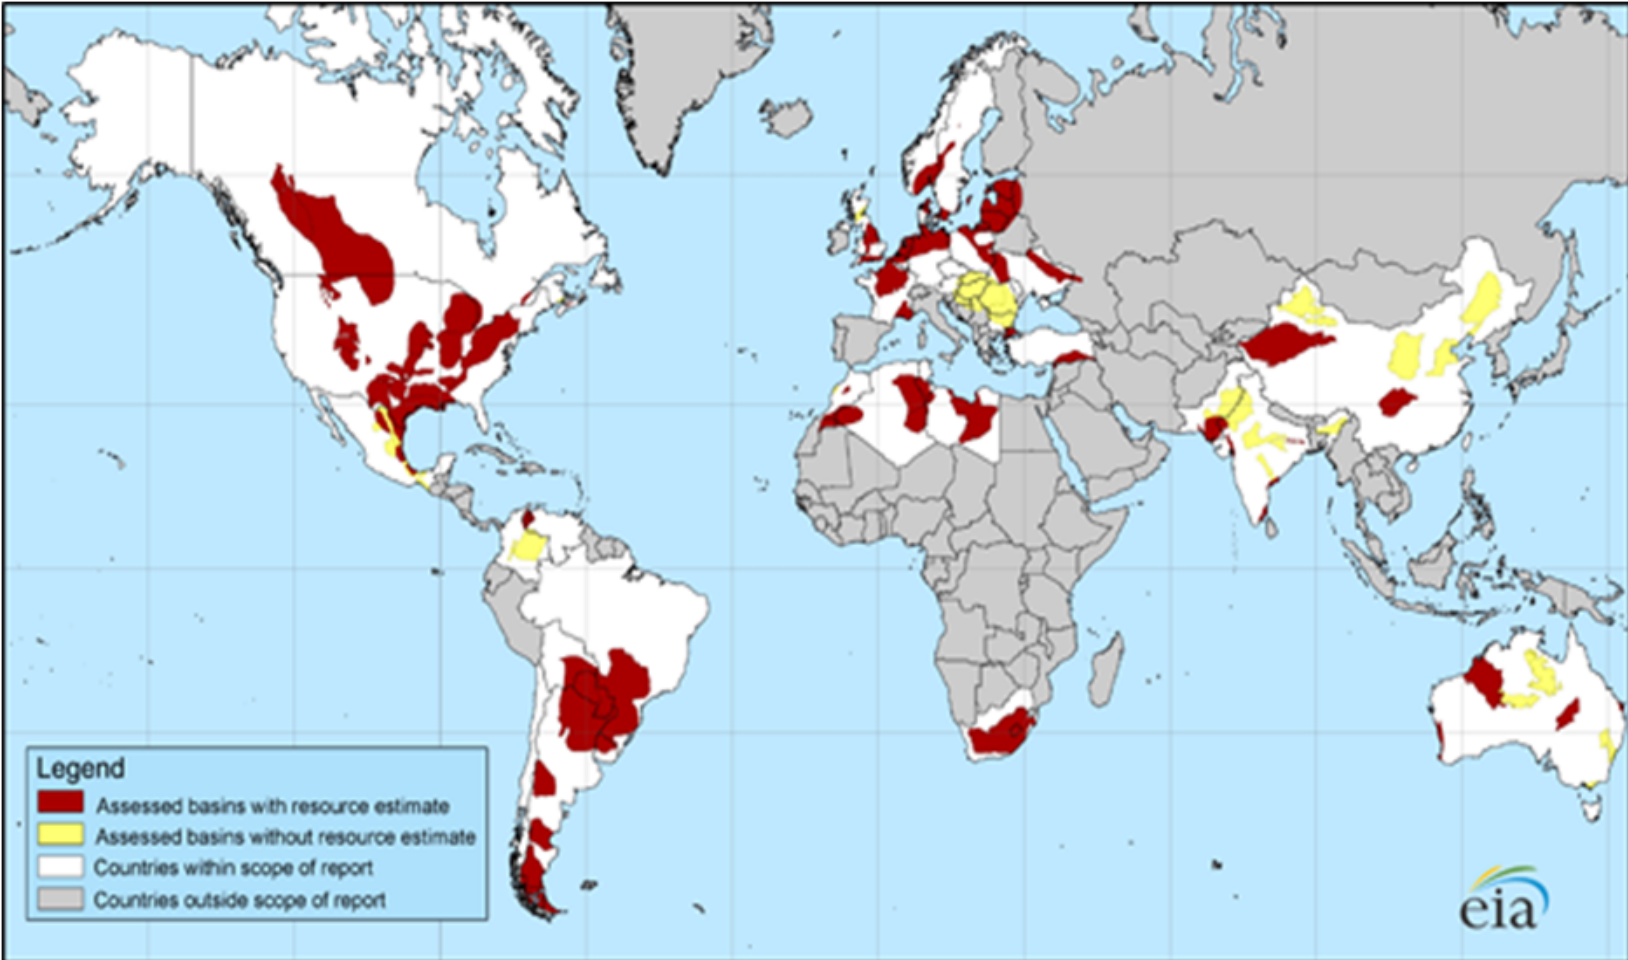 Legend
Assessed basins with resource estimate
Assessed basins without resource estimate
Countries within scope of report
Countries outside scope of report
eia